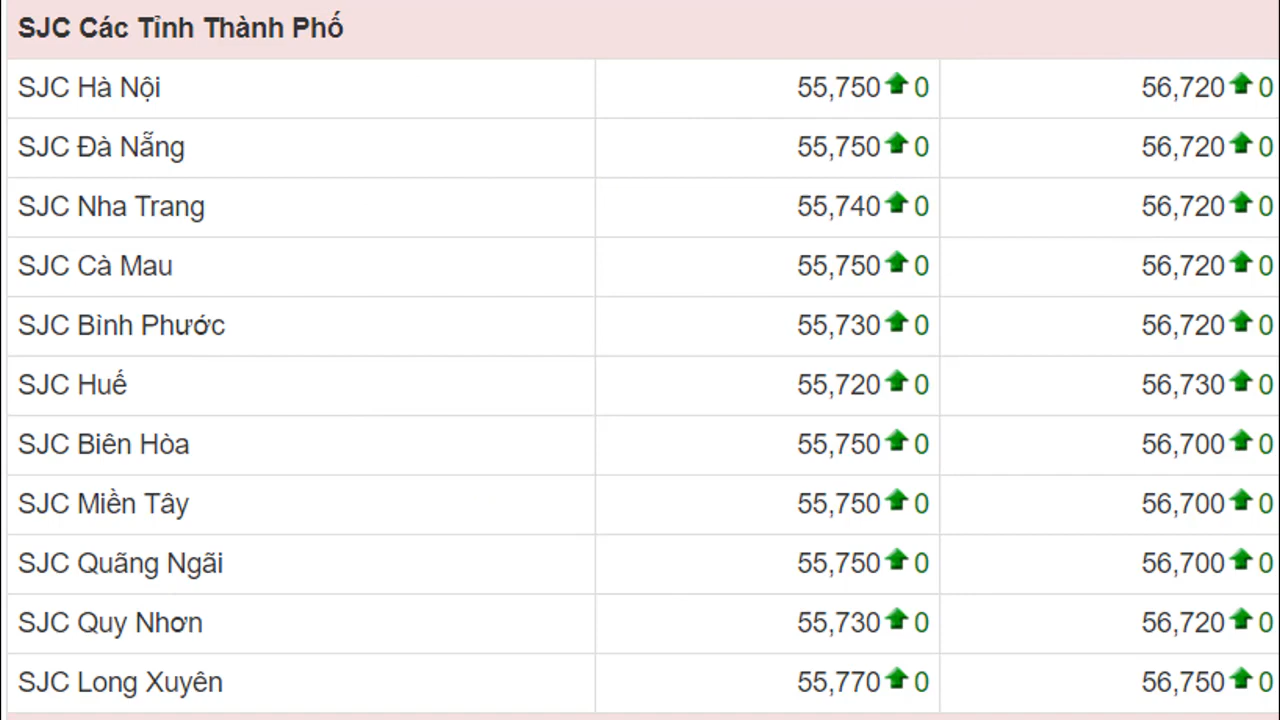 SJC Các Tỉnh Thành Phố
SJC Hà Nội 55,750 0 56,720 0
SJC Đà Nẵng 55,750 0 56,720 0
SJC Nha Trang 55,740 0 56,720 0
SJC Cà Mau 55,750 0 56,720 0
SJC Bình Phước 55,730 0 56,720 0
SJC Huế 55,720 0 56,730 0
SJC Biên Hòa 55,750 0 56,700 0
SJC Miền Tây 55,750 0 56,700 0
SJC Quãng Ngãi 55,750 0 56,700 0
SJC Quy Nhơn 55,730 0 56,720 0
SJC Long Xuyên 55,770 0 56,750 0